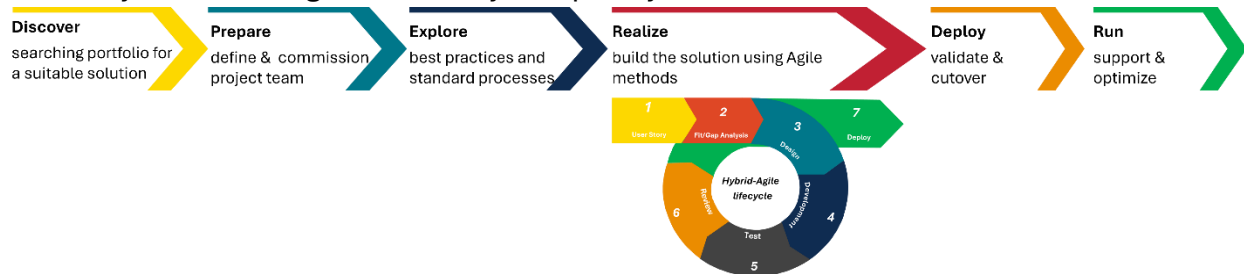 Discover
searching portfolio for
a suitable solution
Prepare
define & commission
project team
Explore
best practices and
standard processes
Realize
build the solution using Agile
methods
Deploy
validate &
cutover
Run
support &
optimize
1
User Story
2
Fit/Gap Analysis
3
Design
7
Deploy
Hybrid-Agile
lifecycle
Development
4
Test
5
Review
6